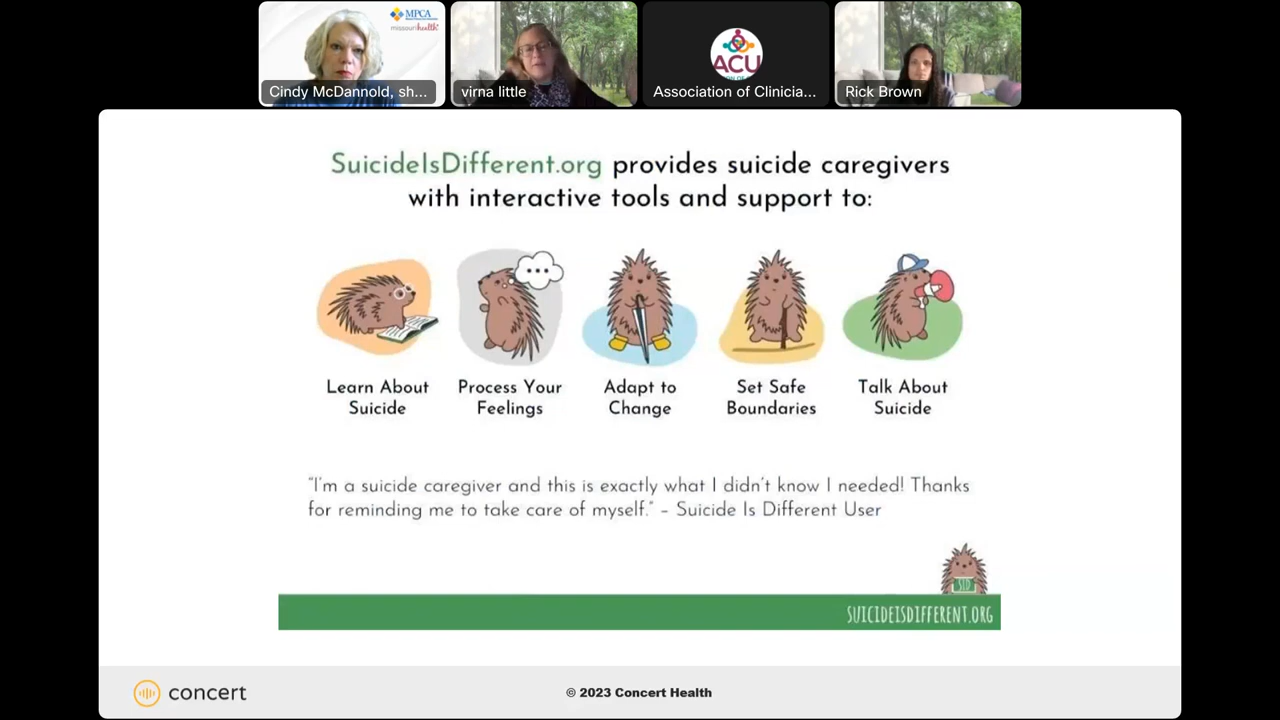 MPCA
missourihealth+
Cindy McDannold, sh...
virna little
ACU
Association of Clinicia...
Rick Brown
SuicideIsDifferent.org provides suicide caregivers
with interactive tools and support to:
Learn About
Suicide
Process Your
Feelings
Adapt to
Change
Set Safe
Boundaries
Talk About
Suicide
"I'm a suicide caregiver and this is exactly what I didn't know I needed! Thanks
for reminding me to take care of myself." – Suicide Is Different User
SID
SUICIDEISDIFFERENT.ORG
concert
© 2023 Concert Health